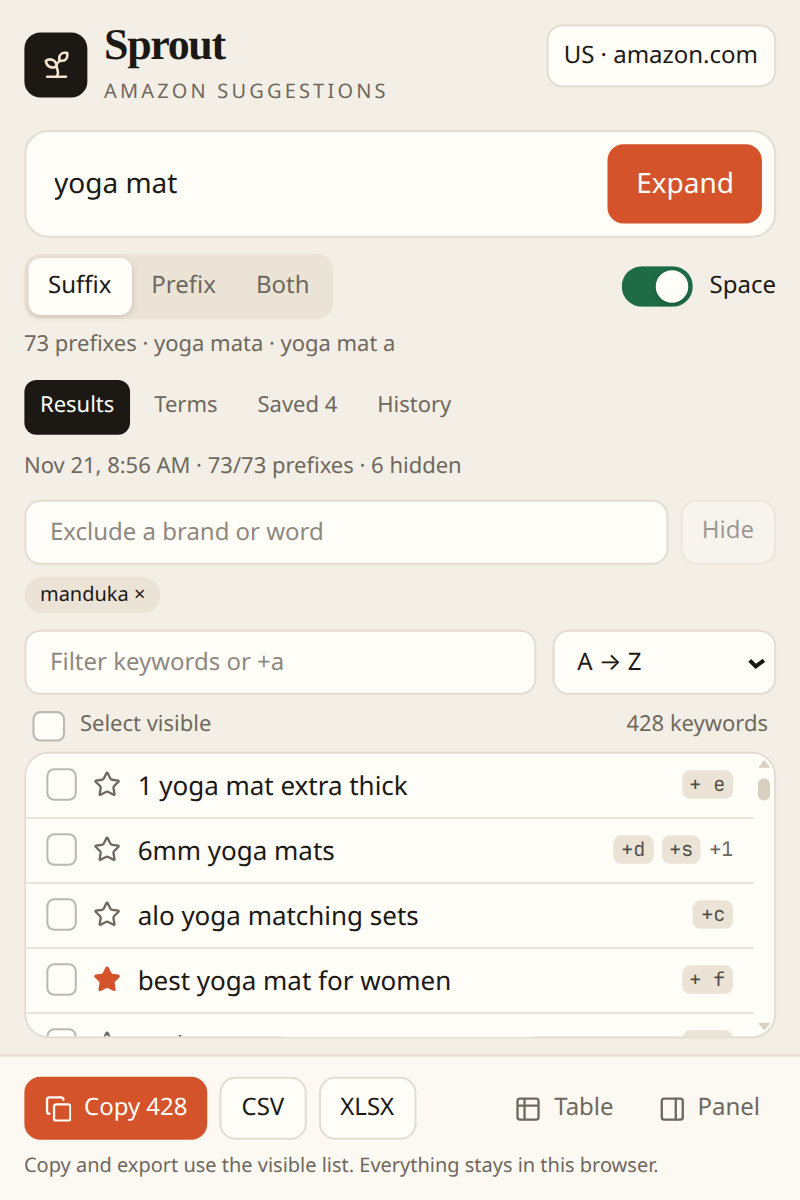 Sprout
AMAZON SUGGESTIONS
US · amazon.com
yoga mat
Expand
Suffix Prefix Both
Space
73 prefixes · yoga mata · yoga mat a
Results Terms Saved 4 History
Nov 21, 8:56 AM · 73/73 prefixes · 6 hidden
Exclude a brand or word
Hide
manduka ×
Filter keywords or +a
A → Z
Select visible
428 keywords
1 yoga mat extra thick + e
6mm yoga mats +d +s +1
alo yoga matching sets +c
best yoga mat for women + f
Copy 428 CSV XLSX Table Panel
Copy and export use the visible list. Everything stays in this browser.